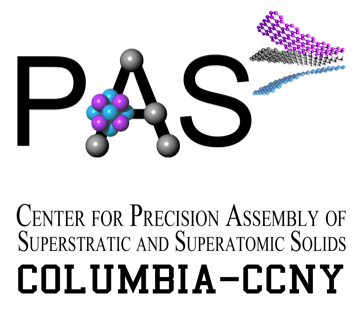 PAS
CENTER FOR PRECISION ASSEMBLY OF
SUPERSTRATIC AND SUPERATOMIC SOLIDS
COLUMBIA-CCNY